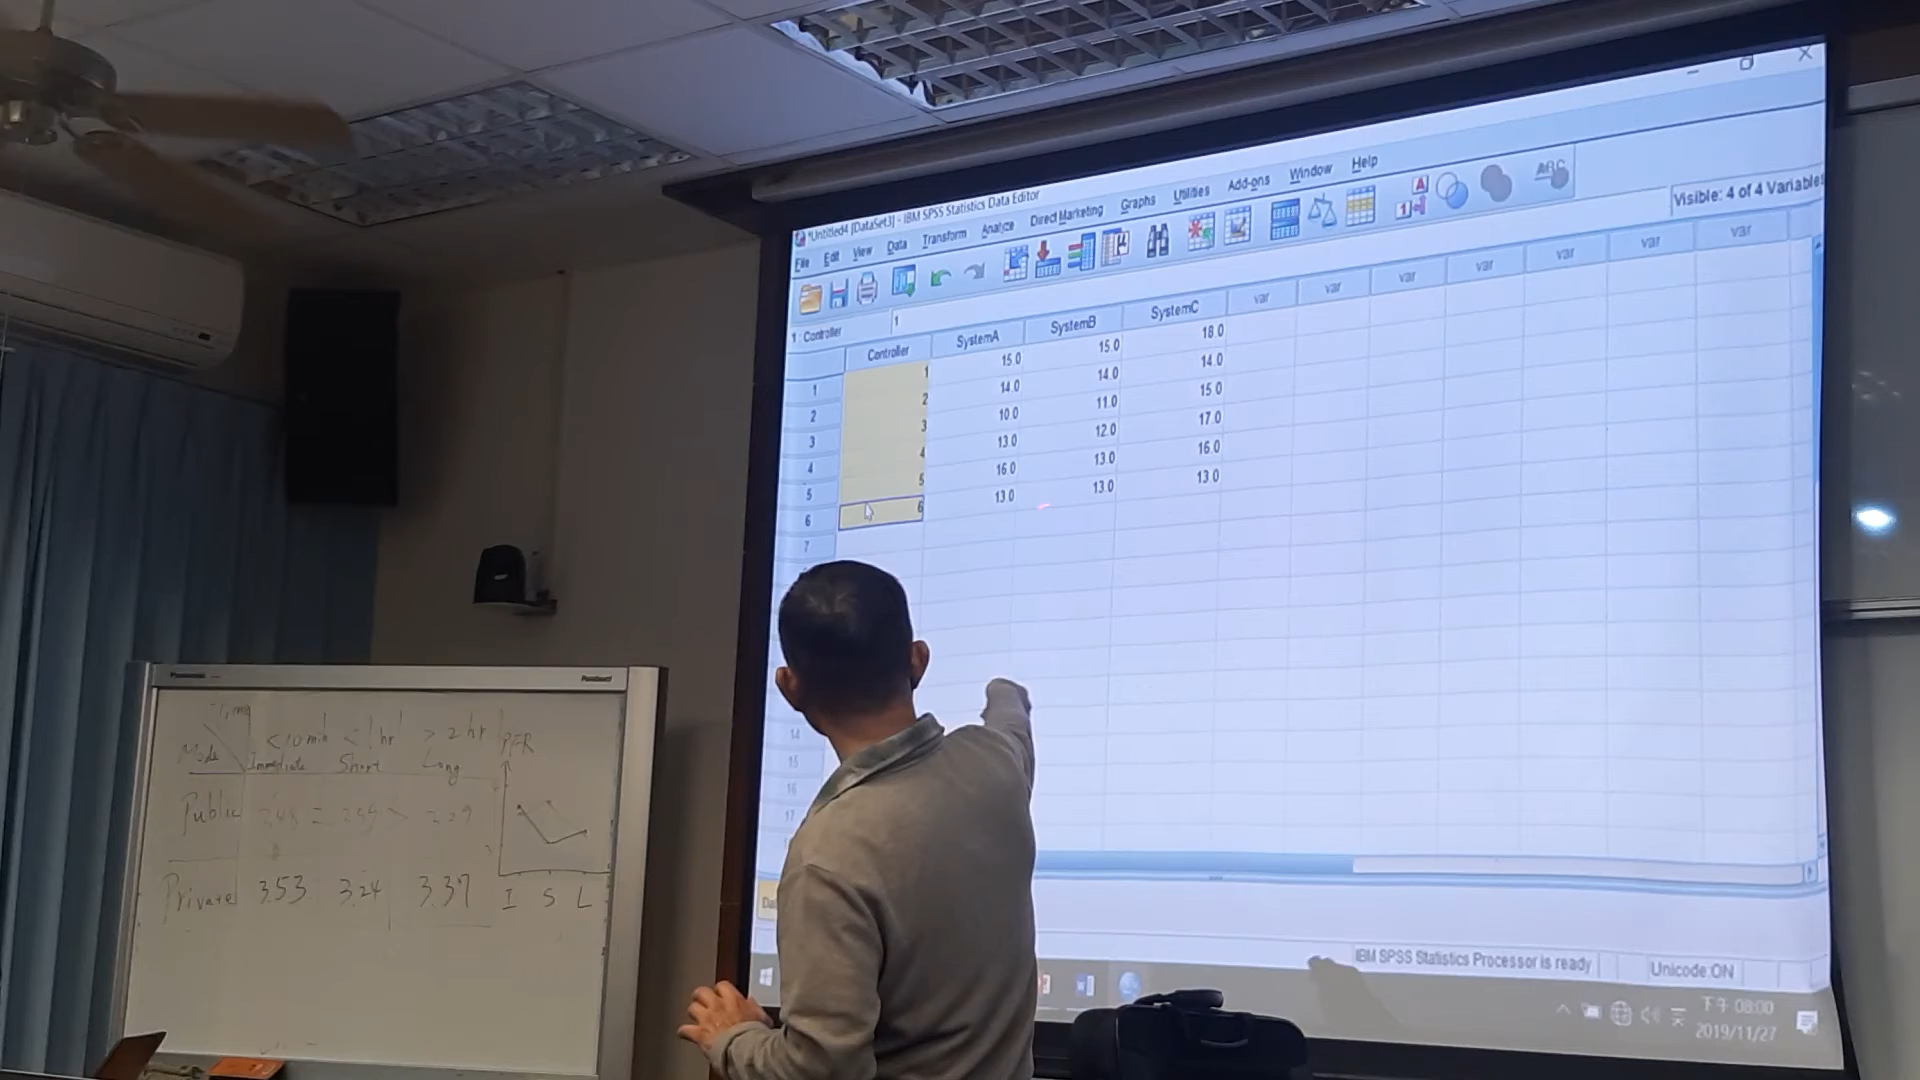 *Untitled4 [DataSet3] - IBM SPSS Statistics Data Editor
File Edit View Data Transform Analyze Direct Marketing Graphs Utilities Add-ons Window Help
Visible: 4 of 4 Variable
1 : Controller 1
Controller SystemA SystemB SystemC var var var var var var var
1 1 15.0 15.0 18.0
2 2 14.0 14.0 14.0
3 3 10.0 11.0 15.0
4 4 13.0 12.0 17.0
5 5 16.0 13.0 16.0
6 6 13.0 13.0 13.0
7
14
15
16
17
IBM SPSS Statistics Processor is ready Unicode:ON
下午 08:00
2019/11/27
Panasonic Panaboard
<10min <1hr >2hr
Mode Immediate Short Long
Public
Private 3.53 3.24 3.37
I S L